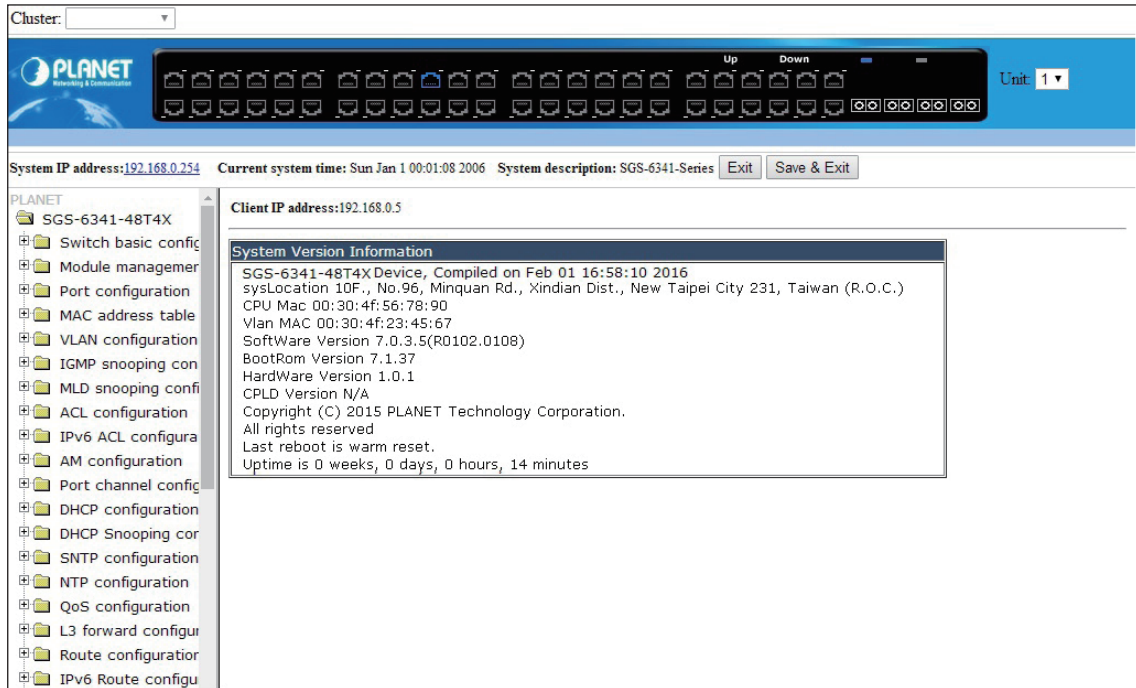 Cluster:
PLANET
Networking & Communication
Up Down
Unit: 1
System IP address:192.168.0.254 Current system time: Sun Jan 1 00:01:08 2006 System description: SGS-6341-Series Exit Save & Exit
PLANET
SGS-6341-48T4X
Switch basic config
Module managemer
Port configuration
MAC address table
VLAN configuration
IGMP snooping con
MLD snooping confi
ACL configuration
IPv6 ACL configura
AM configuration
Port channel config
DHCP configuration
DHCP Snooping cor
SNTP configuration
NTP configuration
QoS configuration
L3 forward configur
Route configuration
IPv6 Route configu
Client IP address:192.168.0.5
System Version Information
SGS-6341-48T4X Device, Compiled on Feb 01 16:58:10 2016
sysLocation 10F., No.96, Minquan Rd., Xindian Dist., New Taipei City 231, Taiwan (R.O.C.)
CPU Mac 00:30:4f:56:78:90
Vlan MAC 00:30:4f:23:45:67
SoftWare Version 7.0.3.5(R0102.0108)
BootRom Version 7.1.37
HardWare Version 1.0.1
CPLD Version N/A
Copyright (C) 2015 PLANET Technology Corporation.
All rights reserved
Last reboot is warm reset.
Uptime is 0 weeks, 0 days, 0 hours, 14 minutes